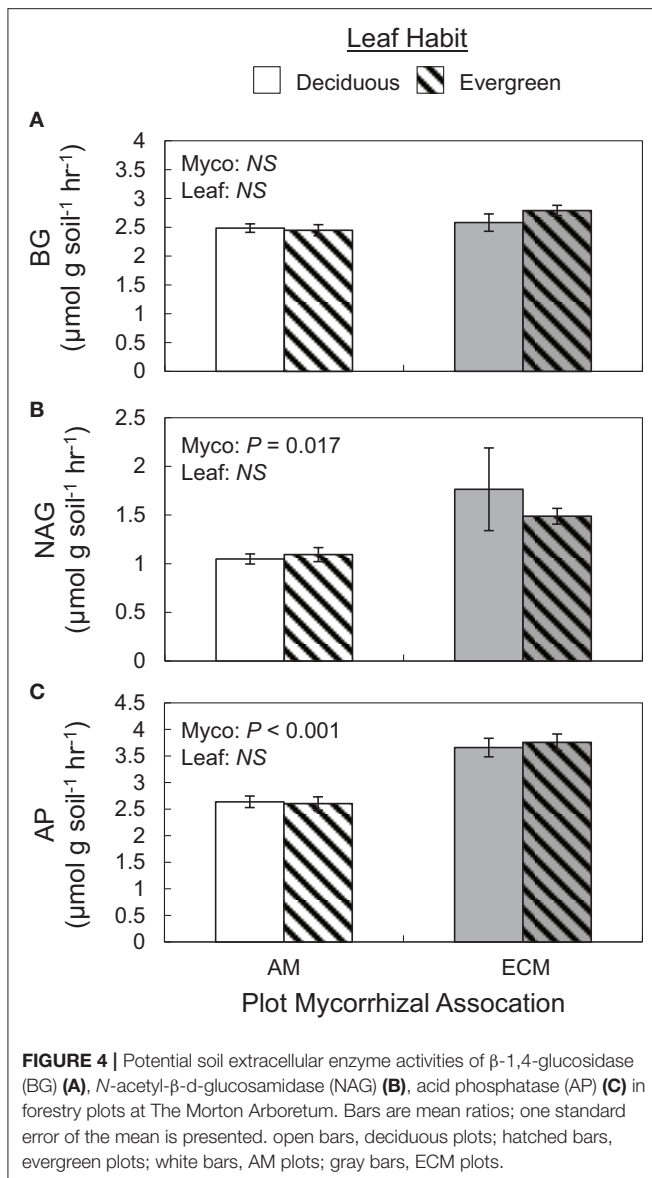 Leaf Habit
Deciduous Evergreen
A
4
3.5
3
2.5
2
1.5
1
0.5
0
BG
(µmol g soil⁻¹ hr⁻¹)
Myco: NS
Leaf: NS
B
2.5
2
1.5
1
0.5
0
NAG
(µmol g soil⁻¹ hr⁻¹)
Myco: P = 0.017
Leaf: NS
C
4.5
4
3.5
3
2.5
2
1.5
1
0.5
0
AP
(µmol g soil⁻¹ hr⁻¹)
Myco: P < 0.001
Leaf: NS
AM ECM
Plot Mycorrhizal Assocation
FIGURE 4 | Potential soil extracellular enzyme activities of β-1,4-glucosidase
(BG) (A), N-acetyl-β-d-glucosamidase (NAG) (B), acid phosphatase (AP) (C) in
forestry plots at The Morton Arboretum. Bars are mean ratios; one standard
error of the mean is presented. open bars, deciduous plots; hatched bars,
evergreen plots; white bars, AM plots; gray bars, ECM plots.